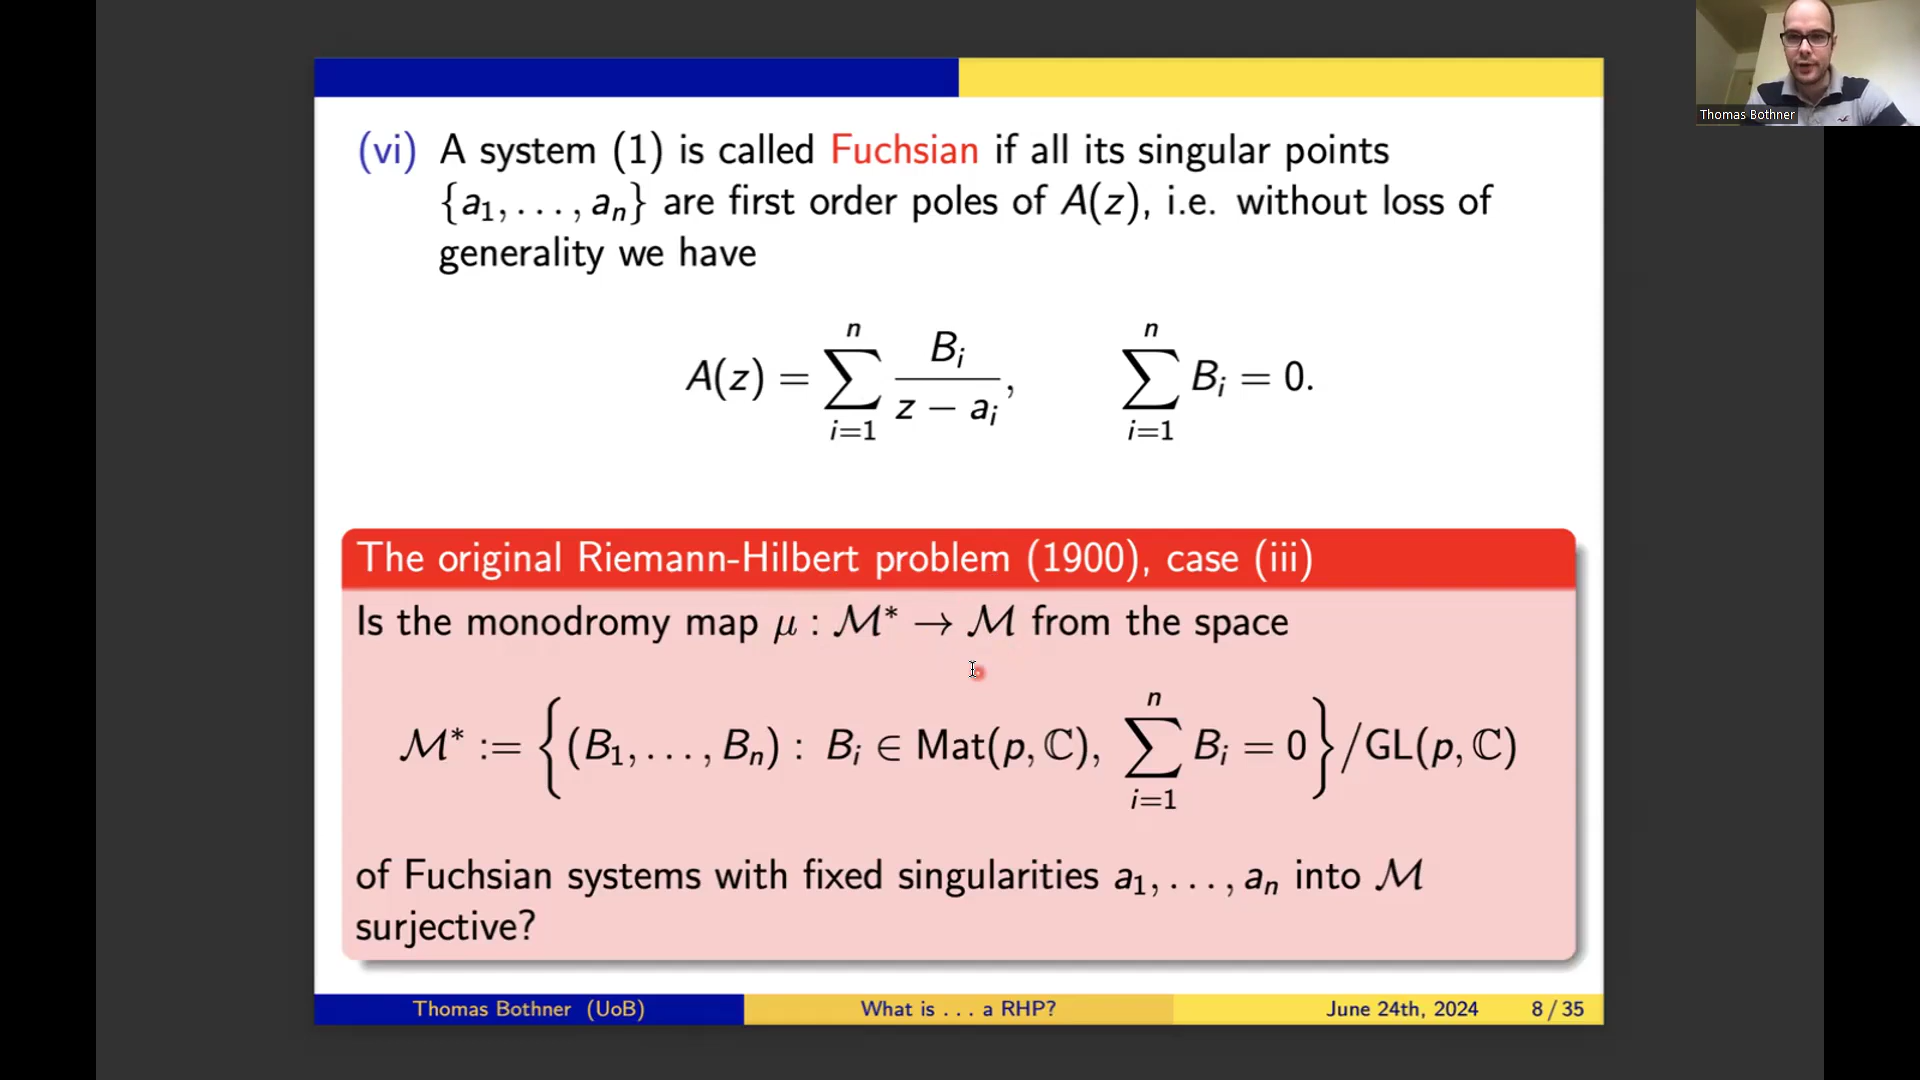 Thomas Bothner
(vi) A system (1) is called Fuchsian if all its singular points
{a₁, . . . , aₙ} are first order poles of A(z), i.e. without loss of
generality we have
A(z) = ∑ᵢ₌₁ⁿ Bᵢ / (z − aᵢ), ∑ᵢ₌₁ⁿ Bᵢ = 0.
The original Riemann-Hilbert problem (1900), case (iii)
Is the monodromy map μ : ℳ* → ℳ from the space
ℳ* := {(B₁, . . . , Bₙ) : Bᵢ ∈ Mat(p, ℂ), ∑ᵢ₌₁ⁿ Bᵢ = 0} / GL(p, ℂ)
of Fuchsian systems with fixed singularities a₁, . . . , aₙ into ℳ
surjective?
Thomas Bothner (UoB) What is . . . a RHP? June 24th, 2024 8 / 35